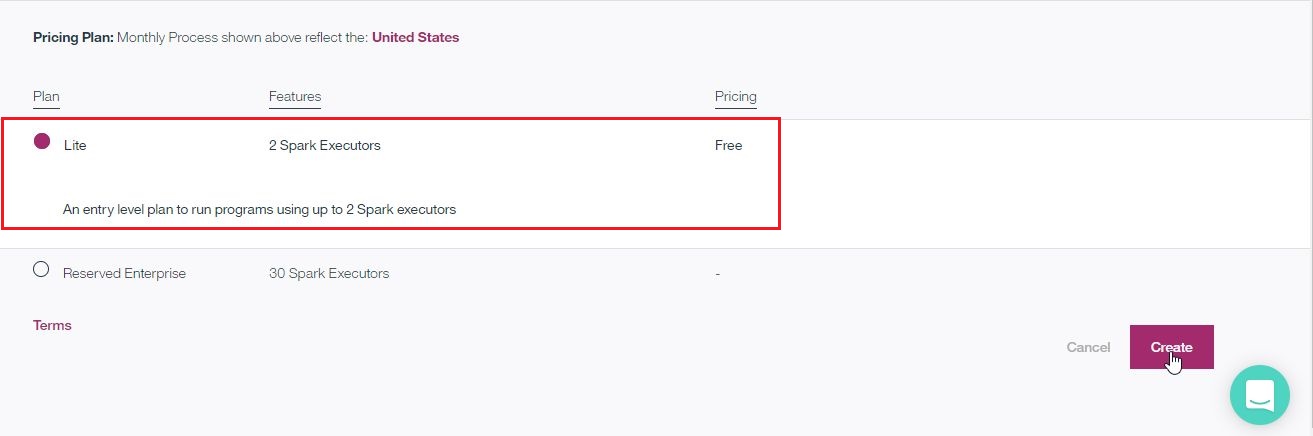 Pricing Plan: Monthly Process shown above reflect the: United States
Plan Features Pricing
Lite 2 Spark Executors Free
An entry level plan to run programs using up to 2 Spark executors
Reserved Enterprise 30 Spark Executors -
Terms
Cancel Create